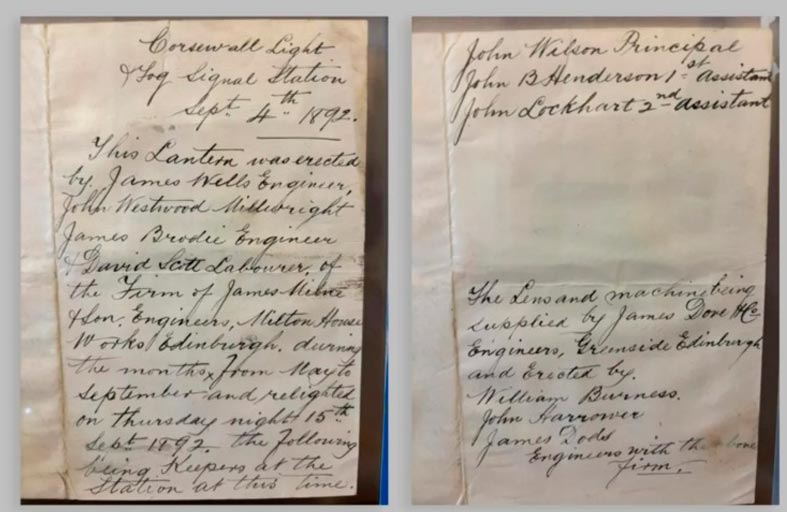 Corsewall Light
& Fog Signal Station
Sept. 4th 1892.
This Lantern was erected
by James Wells Engineer,
John Westwood Millwright
James Brodie Engineer
& David Scott Labourer, of
the Firm of James Milne
& Son. Engineers, Milton House
Works Edinburgh. during
the months from May to
September and relighted
on Thursday night 15th
Sept 1892. the following
being Keepers at the
Station at this time.
John Wilson Principal
John B Henderson 1st assistant
John Lockhart 2nd assistant
The Lens and machine being
supplied by James Dove & Co
Engineers, Greenside Edinburgh
and Erected by.
William Burness.
John Harrower
James Dods
Engineers with the above
firm.